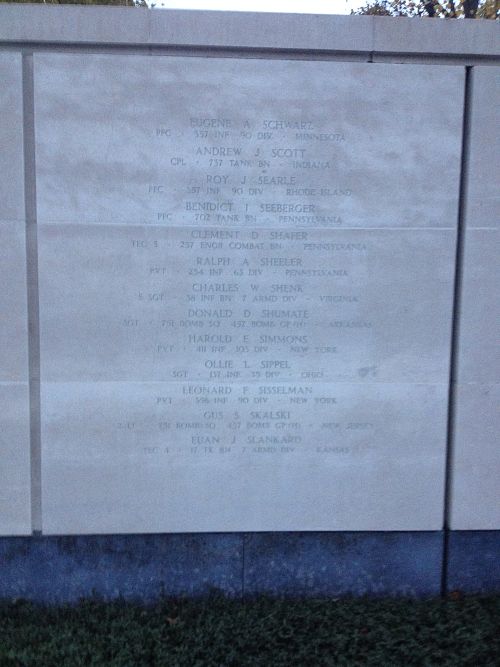 EUGENE A SCHWARZ
PFC · 357 INF 90 DIV · MINNESOTA
ANDREW J SCOTT
CPL · 737 TANK BN · INDIANA
ROY J SEARLE
PFC · 357 INF 90 DIV · RHODE ISLAND
BENIDICT J SEEBERGER
PFC · 702 TANK BN · PENNSYLVANIA
CLEMENT D SHAFER
TEC 5 · 257 ENGR COMBAT BN · PENNSYLVANIA
RALPH A SHEELER
PVT · 254 INF 63 DIV · PENNSYLVANIA
CHARLES W SHENK
S SGT · 38 INF BN 7 ARMD DIV · VIRGINIA
DONALD D SHUMATE
SGT · 751 BOMB SQ 457 BOMB GP (H) · ARKANSAS
HAROLD E SIMMONS
PVT · 411 INF 103 DIV · NEW YORK
OLLIE L SIPPEL
SGT · 137 INF 35 DIV · OHIO
LEONARD F SISSELMAN
PVT · INF 90 DIV · NEW YORK
GUS S SKALSKI
2 LT · 751 BOMB SQ 457 BOMB GP (H) · NEW JERSEY
EUAN J SLANKARD
TEC 4 · 17 TK BN 7 ARMD DIV · KANSAS